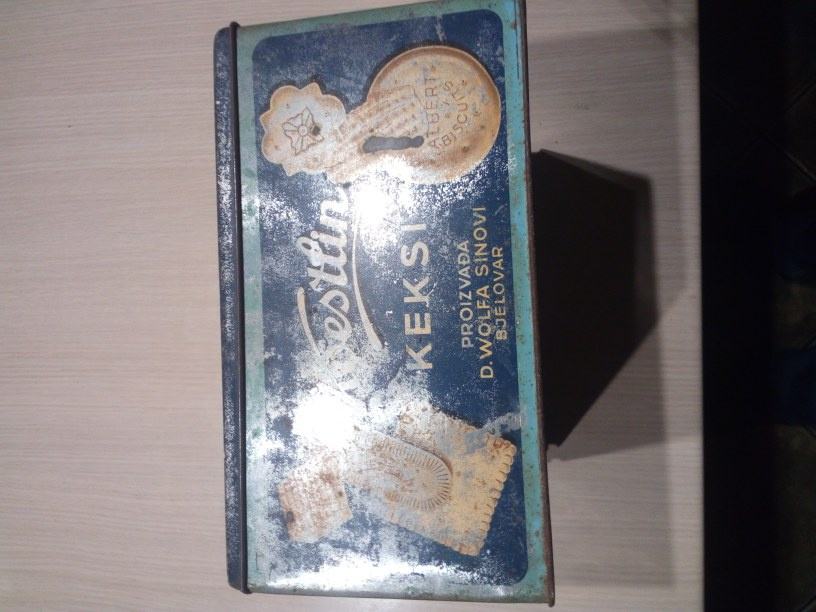 ALBERT
BISCUITS
KEKSI
PROIZVAĐA
D. WOLFA SINOVI
BJELOVAR